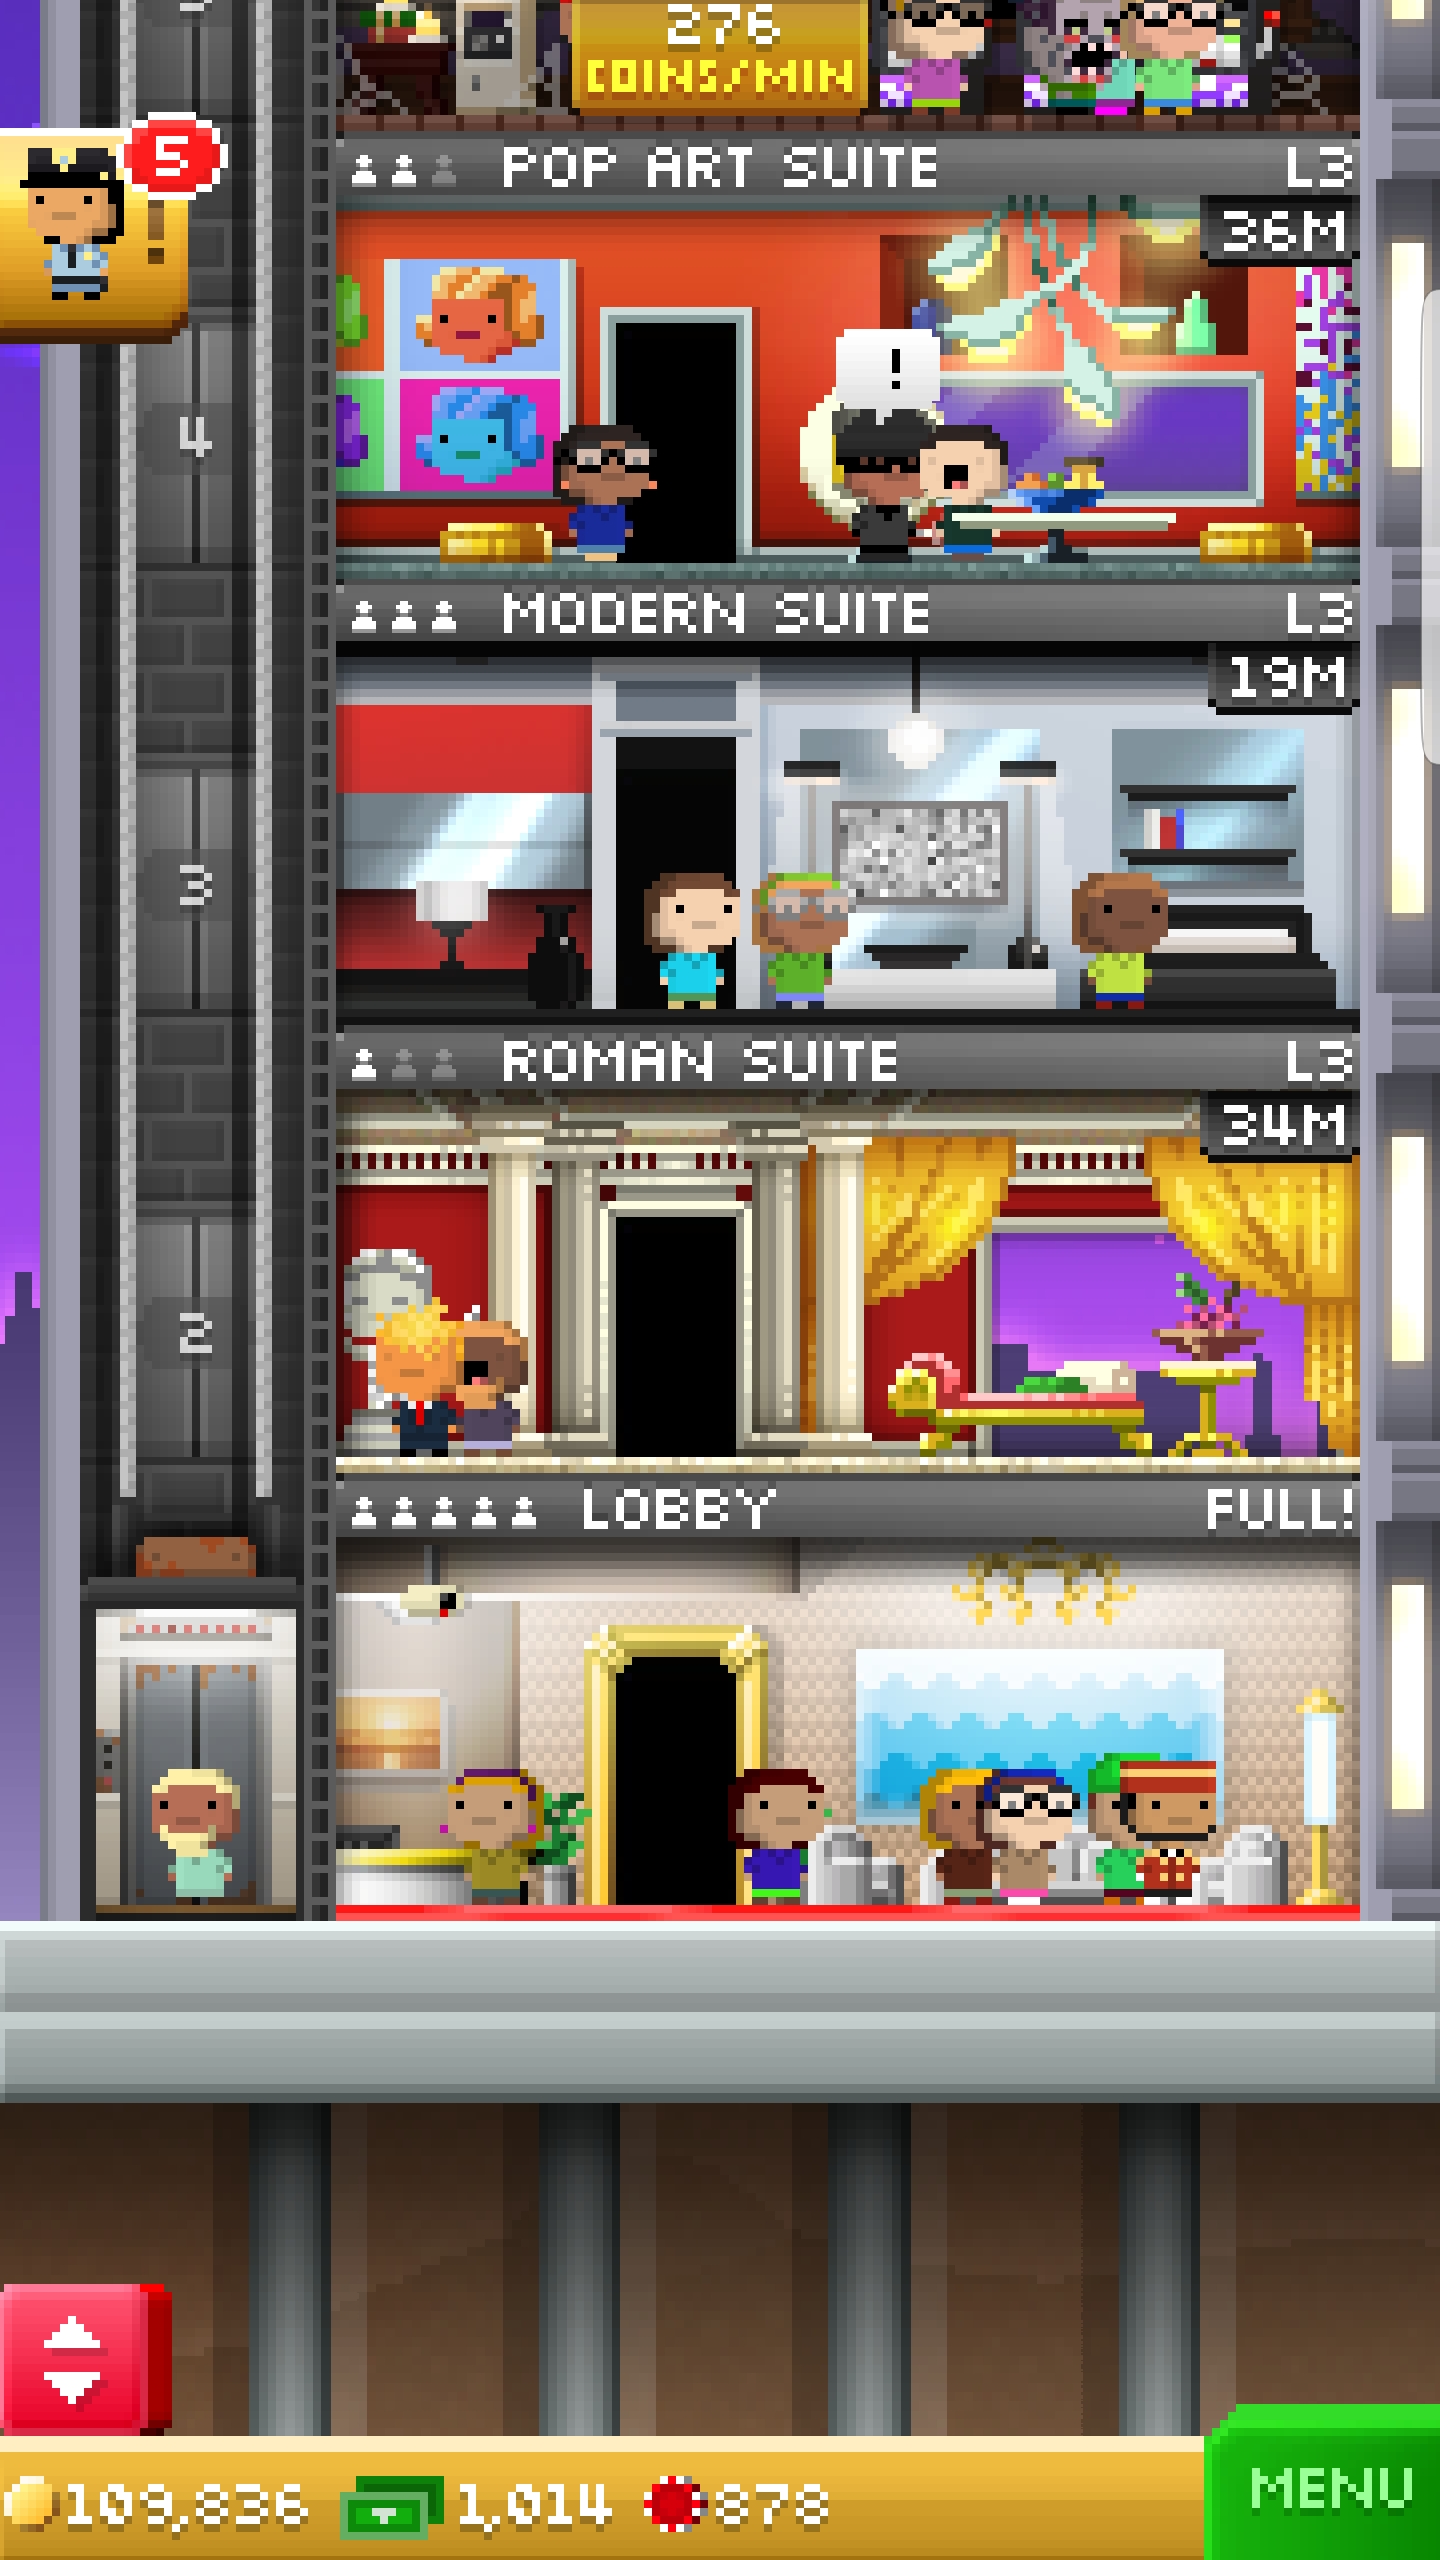 276
COINS/MIN
5
!
POP ART SUITE L3
36M
!
4
MODERN SUITE L3
19M
3
ROMAN SUITE L3
34M
2
LOBBY FULL!
109,836 1,014 878
MENU